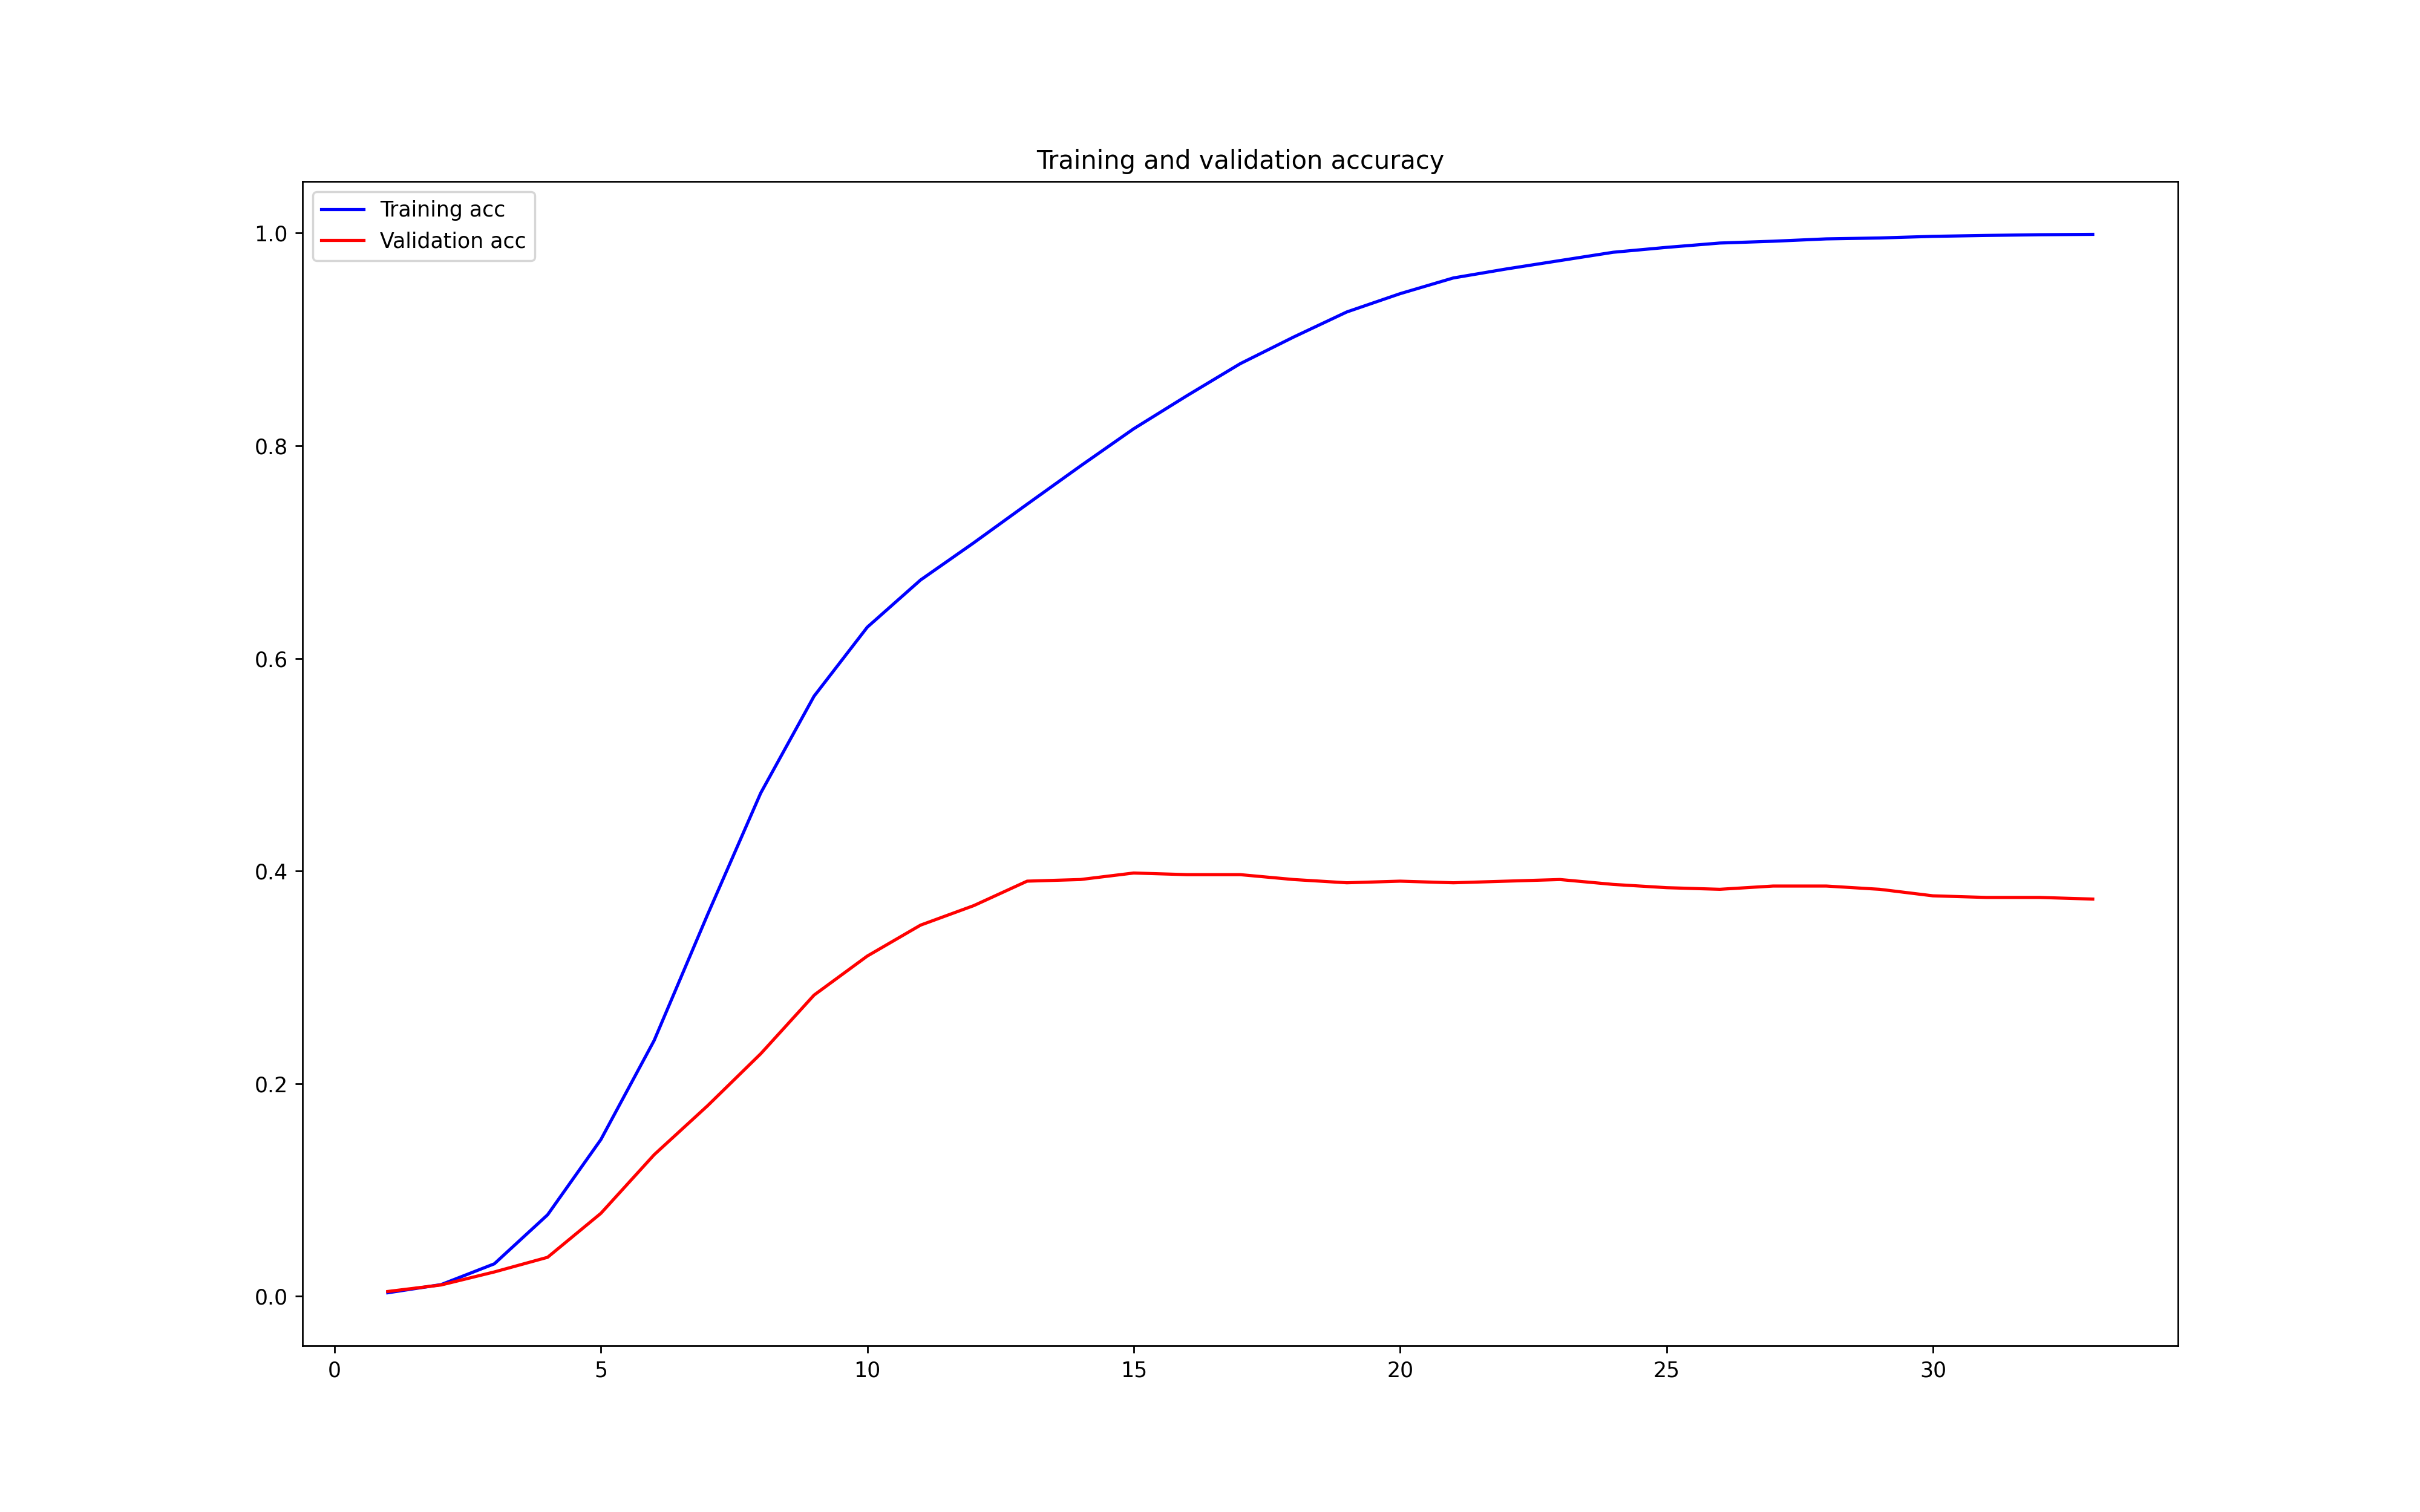 Training and validation accuracy
Training acc
Validation acc
1.0
0.8
0.6
0.4
0.2
0.0
0 5 10 15 20 25 30